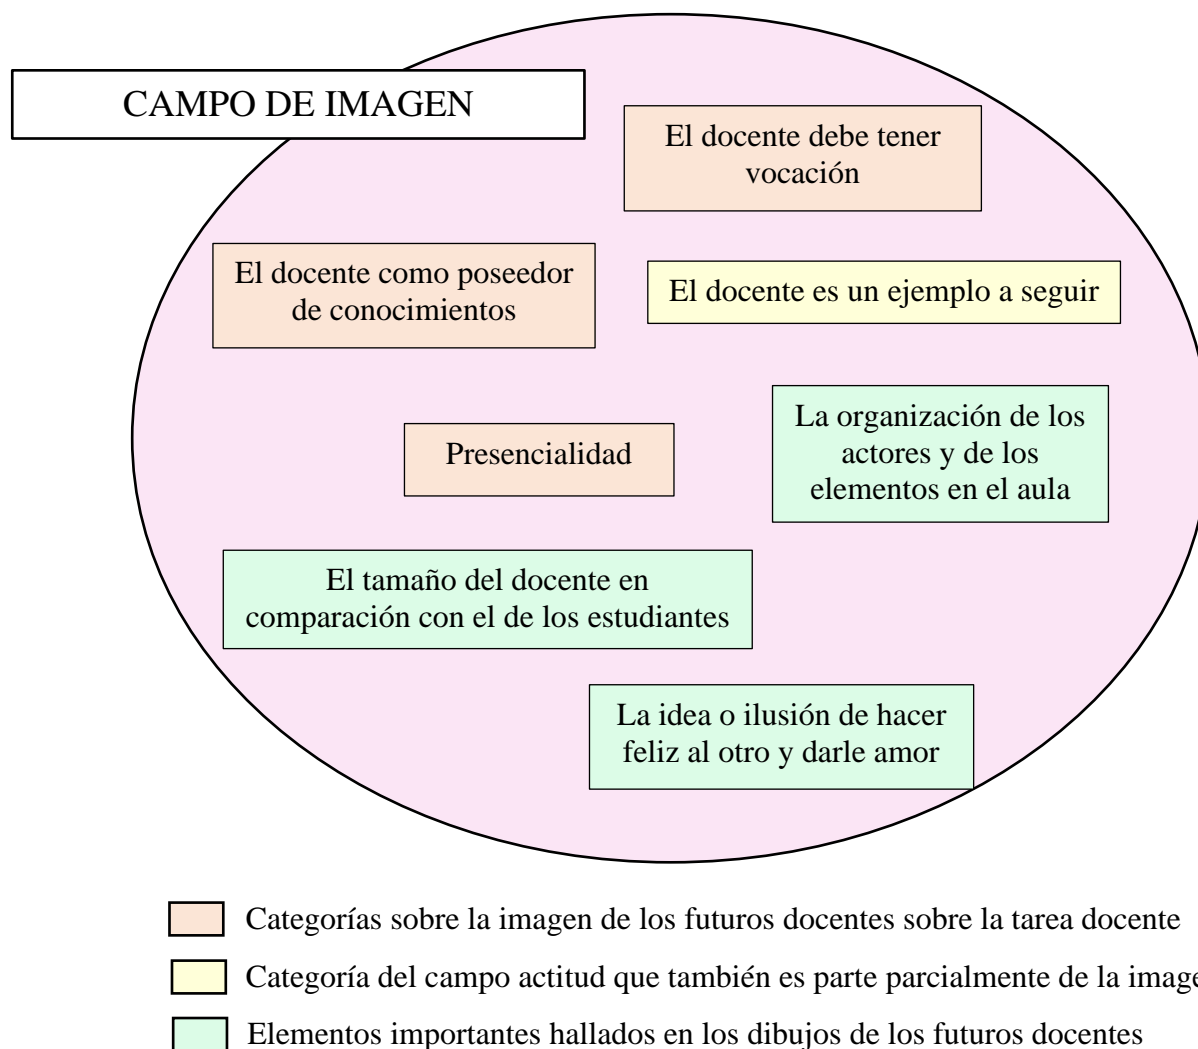 CAMPO DE IMAGEN
El docente debe tener
vocación
El docente como poseedor
de conocimientos
El docente es un ejemplo a seguir
La organización de los
actores y de los
elementos en el aula
Presencialidad
El tamaño del docente en
comparación con el de los estudiantes
La idea o ilusión de hacer
feliz al otro y darle amor
Categorías sobre la imagen de los futuros docentes sobre la tarea docente
Categoría del campo actitud que también es parte parcialmente de la image
Elementos importantes hallados en los dibujos de los futuros docentes